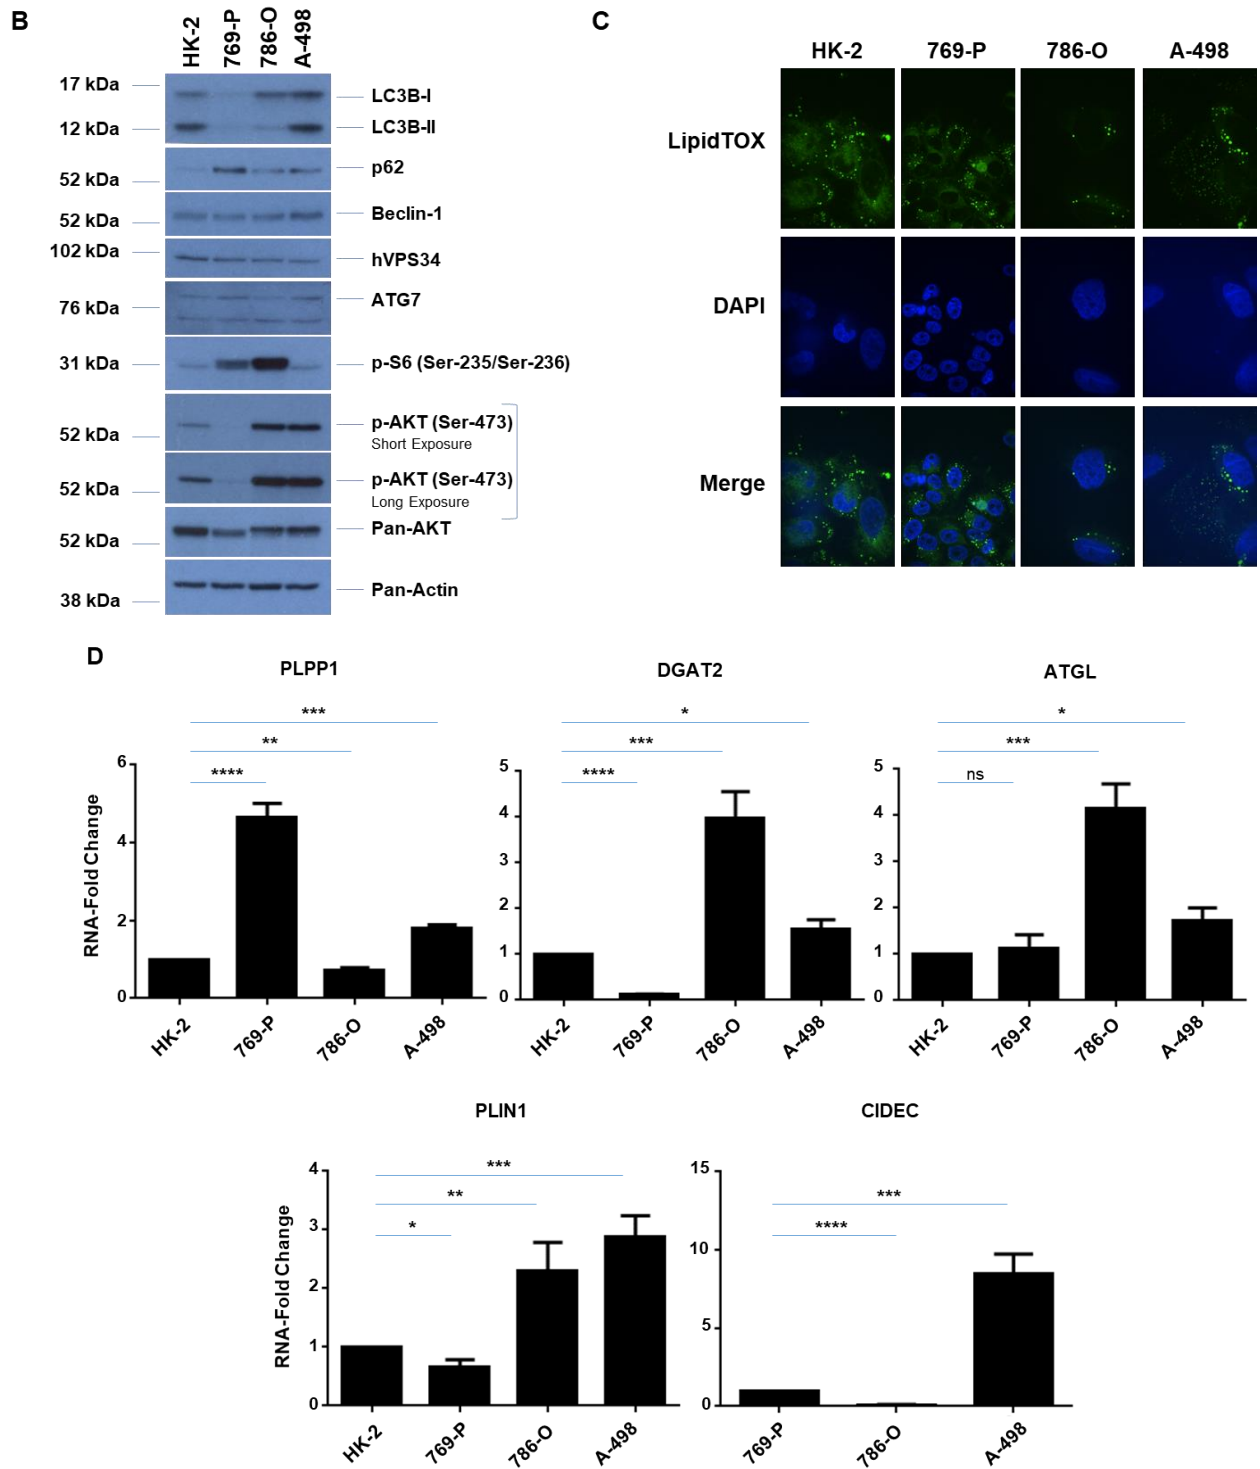 B
HK-2
769-P
786-O
A-498
17 kDa
LC3B-I
12 kDa
LC3B-II
p62
52 kDa
Beclin-1
52 kDa
102 kDa
hVPS34
ATG7
76 kDa
31 kDa
p-S6 (Ser-235/Ser-236)
p-AKT (Ser-473)
52 kDa
Short Exposure
p-AKT (Ser-473)
52 kDa
Long Exposure
Pan-AKT
52 kDa
Pan-Actin
38 kDa
C
HK-2 769-P 786-O A-498
LipidTOX
DAPI
Merge
D
PLPP1
***
**
****
RNA-Fold Change
6
4
2
0
HK-2
769-P
786-O
A-498
DGAT2
*
***
****
5
4
3
2
1
0
HK-2
769-P
786-O
A-498
ATGL
*
***
ns
5
4
3
2
1
0
HK-2
769-P
786-O
A-498
PLIN1
***
**
*
RNA-Fold Change
4
3
2
1
0
HK-2
769-P
786-O
A-498
CIDEC
***
****
15
10
5
0
769-P
786-O
A-498